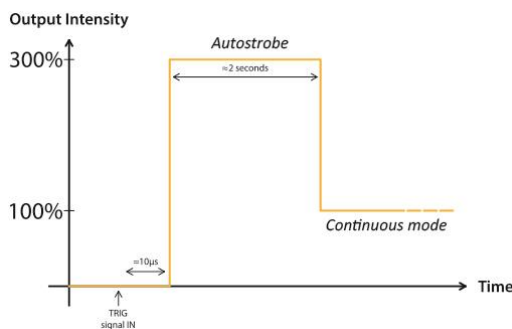 Output Intensity
Autostrobe
300%
≈2 seconds
100%
Continuous mode
≈10µs
Time
TRIG
signal IN